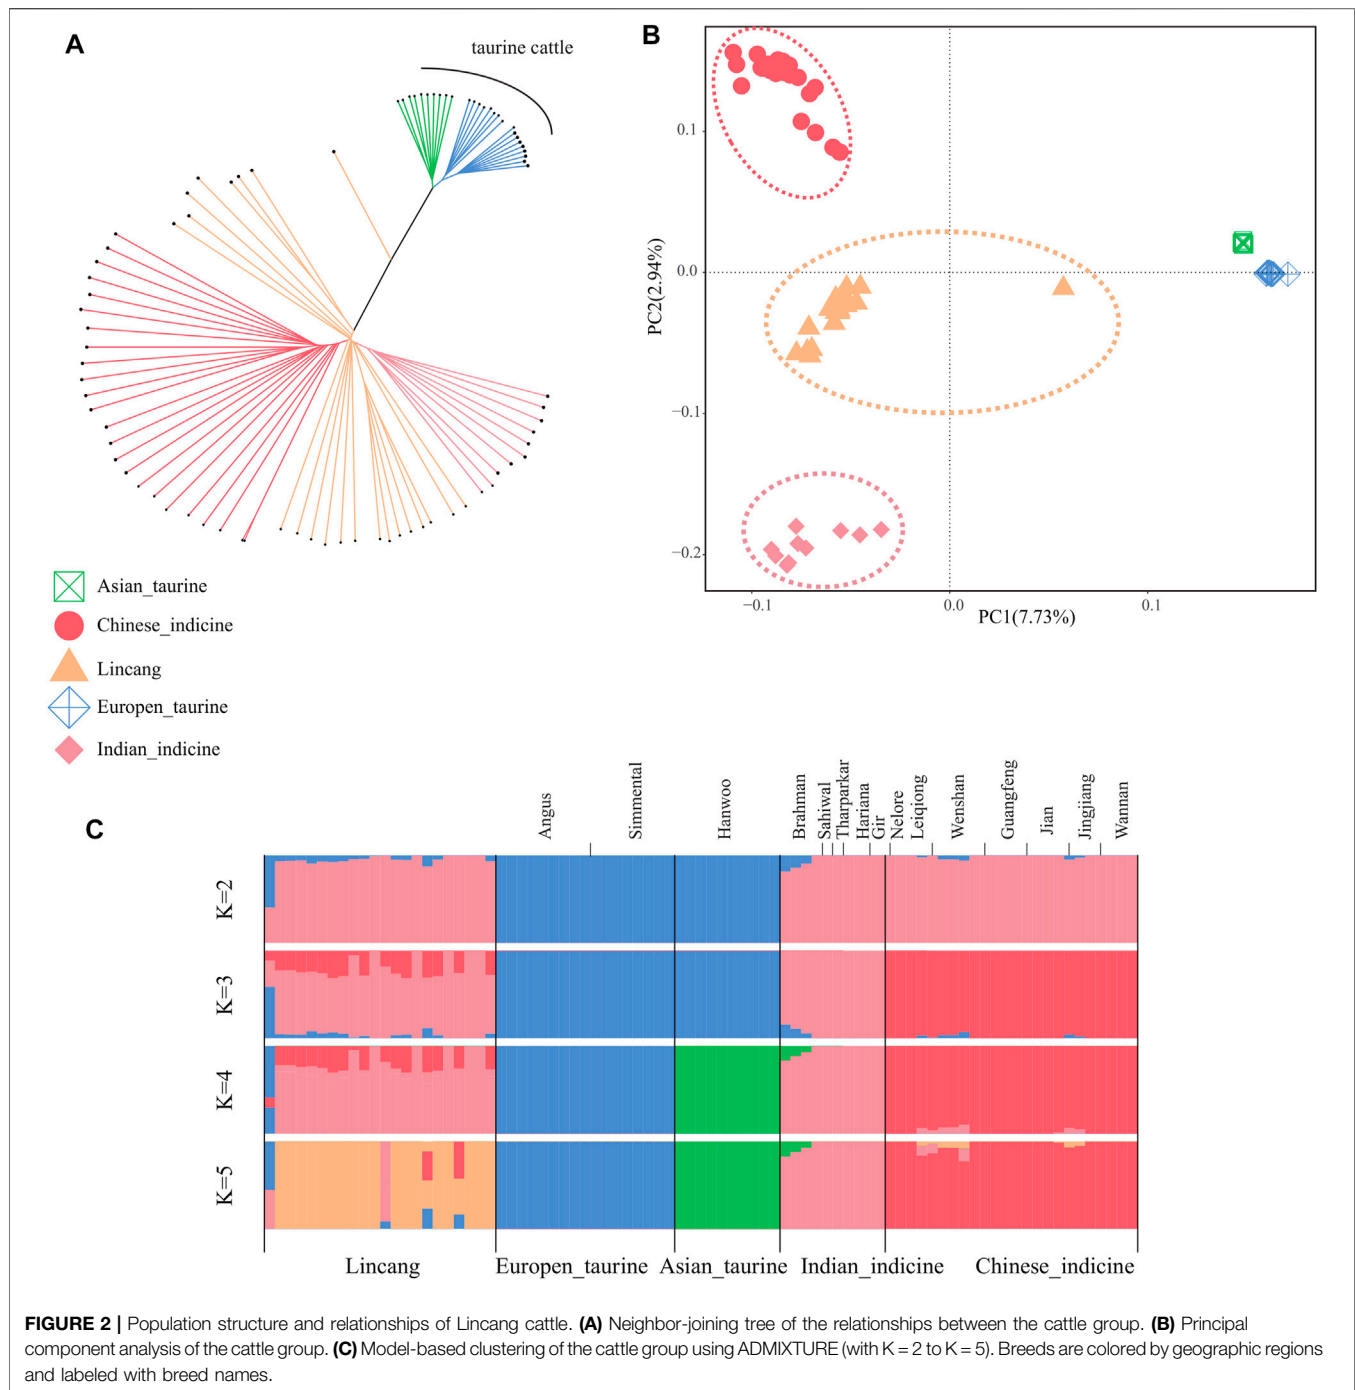 A
taurine cattle
Asian_taurine
Chinese_indicine
Lincang
Europen_taurine
Indian_indicine
B
PC2(2.94%)
0.1
0.0
−0.1
−0.2
−0.1
0.0
0.1
PC1(7.73%)
C
Angus
Simmental
Hanwoo
Brahman
Sahiwal
Tharparkar
Hariana
Gir
Nelore
Leiqiong
Wenshan
Guangfeng
Jian
Jingjiang
Wannan
K=2
K=3
K=4
K=5
Lincang
Europen_taurine
Asian_taurine
Indian_indicine
Chinese_indicine
FIGURE 2 | Population structure and relationships of Lincang cattle. (A) Neighbor-joining tree of the relationships between the cattle group. (B) Principal
component analysis of the cattle group. (C) Model-based clustering of the cattle group using ADMIXTURE (with K = 2 to K = 5). Breeds are colored by geographic regions
and labeled with breed names.